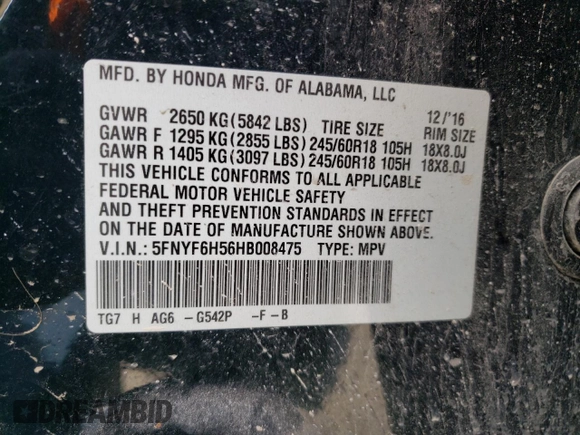 MFD. BY HONDA MFG. OF ALABAMA, LLC
GVWR 2650 KG(5842 LBS) TIRE SIZE 12/'16 RIM SIZE
GAWR F 1295 KG(2855 LBS) 245/60R18 105H 18X8.0J
GAWR R 1405 KG(3097 LBS) 245/60R18 105H 18X8.0J
THIS VEHICLE CONFORMS TO ALL APPLICABLE
FEDERAL MOTOR VEHICLE SAFETY
AND THEFT PREVENTION STANDARDS IN EFFECT
ON THE DATE OF MANUFACTURE SHOWN ABOVE.
V.I.N.: 5FNYF6H56HB008475 TYPE: MPV
TG7 H AG6 -G542P -F-B
DREAMBID